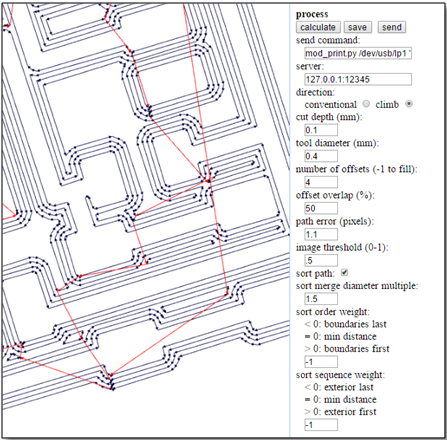 process
calculate save send
send command:
mod_print.py /dev/usb/lp1 '
server:
127.0.0.1:12345
direction:
conventional climb
cut depth (mm):
0.1
tool diameter (mm):
0.4
number of offsets (-1 to fill):
4
offset overlap (%):
50
path error (pixels):
1.1
image threshold (0-1):
.5
sort path:
sort merge diameter multiple:
1.5
sort order weight:
< 0: boundaries last
= 0: min distance
> 0: boundaries first
-1
sort sequence weight:
< 0: exterior last
= 0: min distance
> 0: exterior first
-1